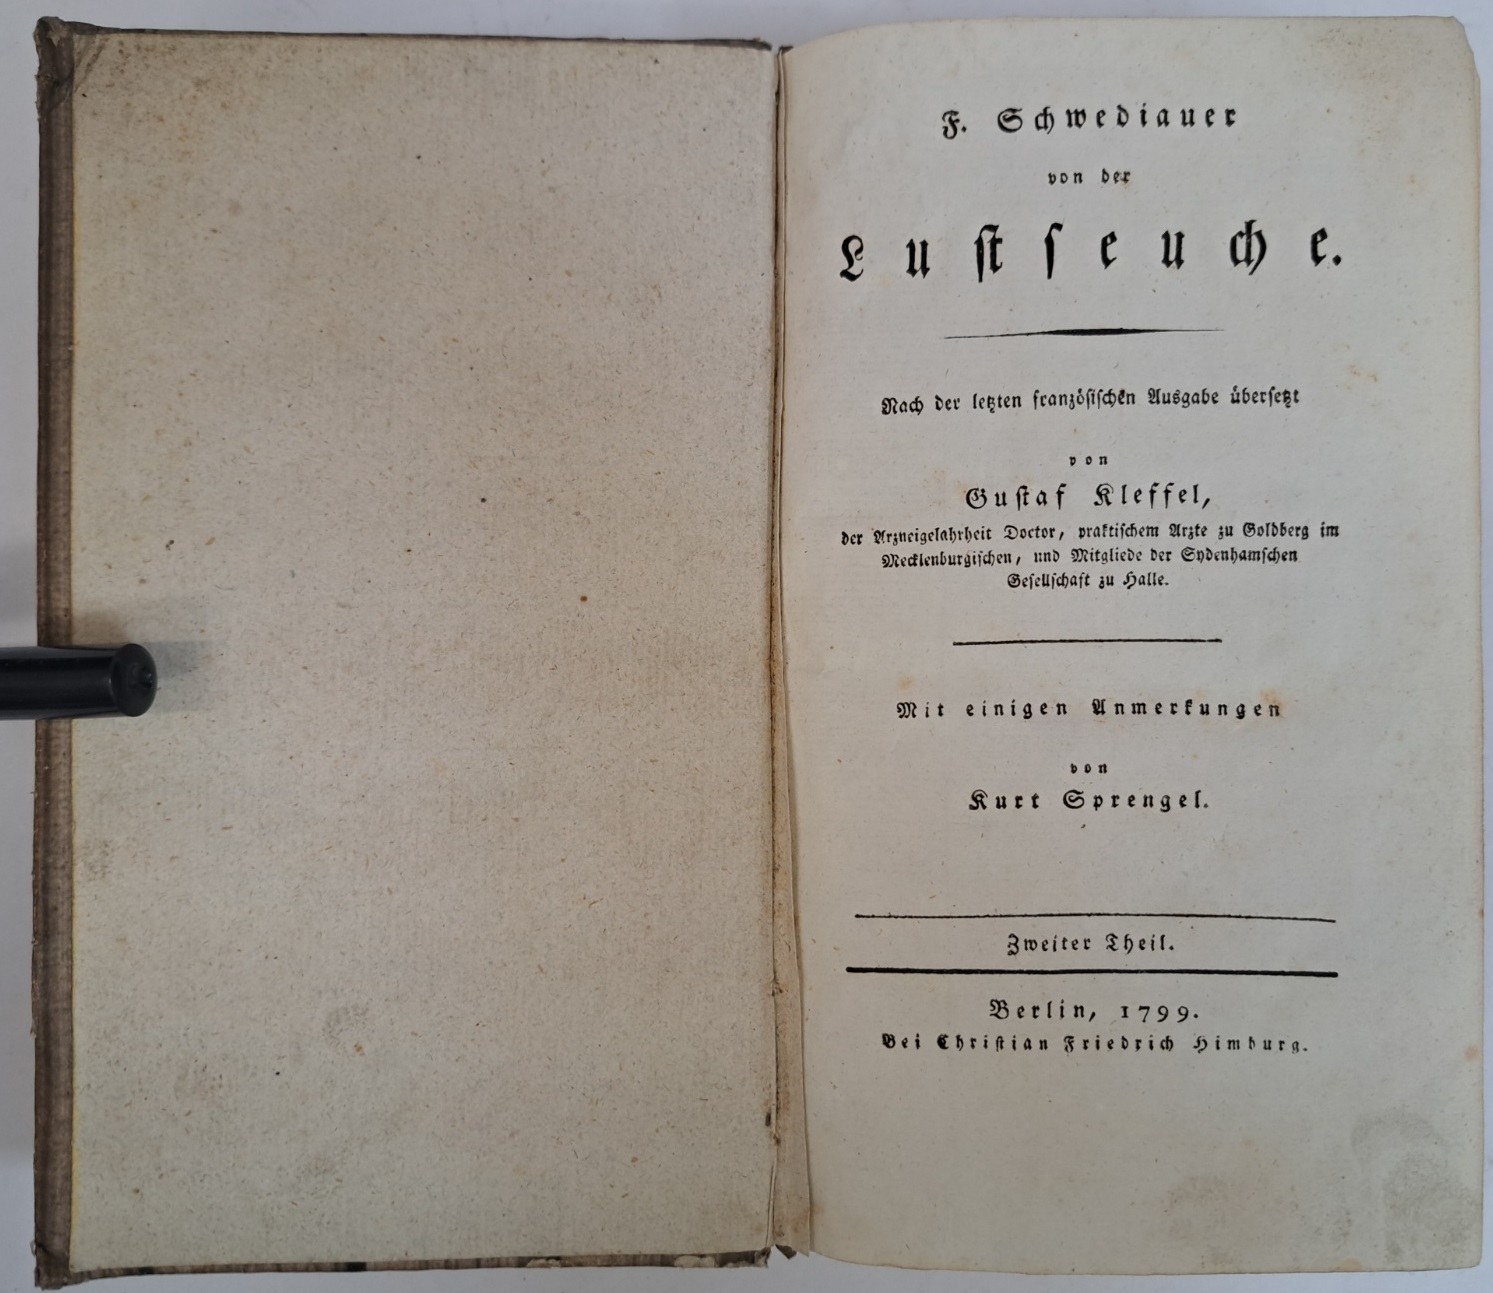 F. Schwediauer
von der
Luſtſeuche.
Nach der letzten franzöſiſchen Ausgabe überſetzt
von
Guſtaf Kleffel,
der Arzneigelahrheit Doctor, praktiſchem Arzte zu Goldberg im
Mecklenburgiſchen, und Mitgliede der Sydenhamſchen
Geſellſchaft zu Halle.
Mit einigen Anmerkungen
von
Kurt Sprengel.
Zweiter Theil.
Berlin, 1799.
Bei Chriſtian Friedrich Himburg.